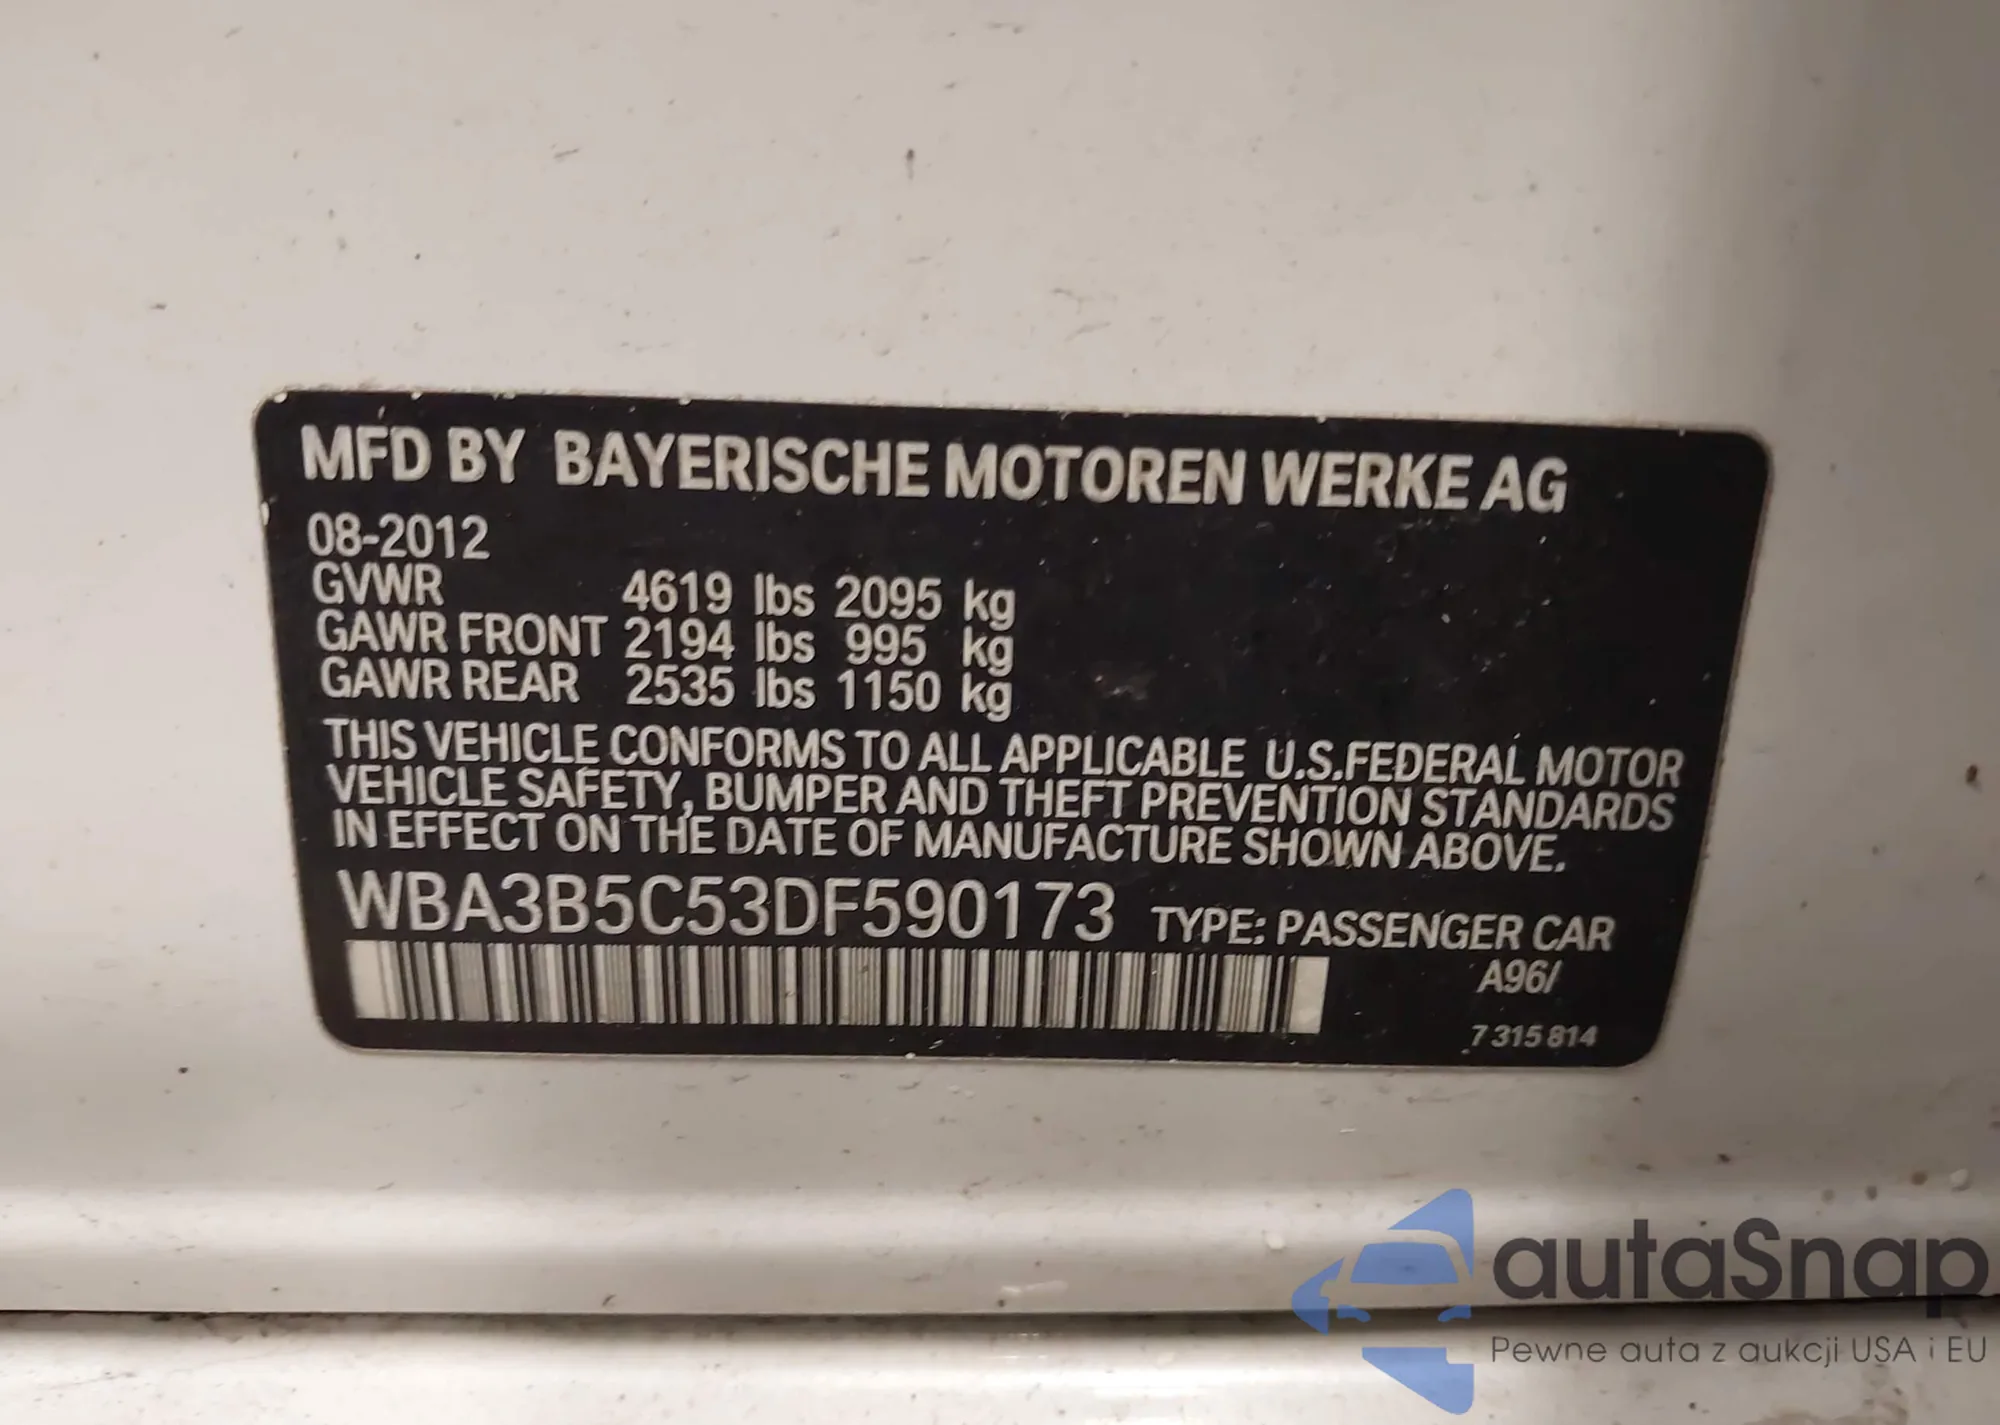 MFD BY BAYERISCHE MOTOREN WERKE AG
08-2012
GVWR 4619 lbs 2095 kg
GAWR FRONT 2194 lbs 995 kg
GAWR REAR 2535 lbs 1150 kg
THIS VEHICLE CONFORMS TO ALL APPLICABLE U.S.FEDERAL MOTOR
VEHICLE SAFETY, BUMPER AND THEFT PREVENTION STANDARDS
IN EFFECT ON THE DATE OF MANUFACTURE SHOWN ABOVE.
WBA3B5C53DF590173 TYPE: PASSENGER CAR
A96/
7 315 814
autaSnap
Pewne auta z aukcji USA i EU